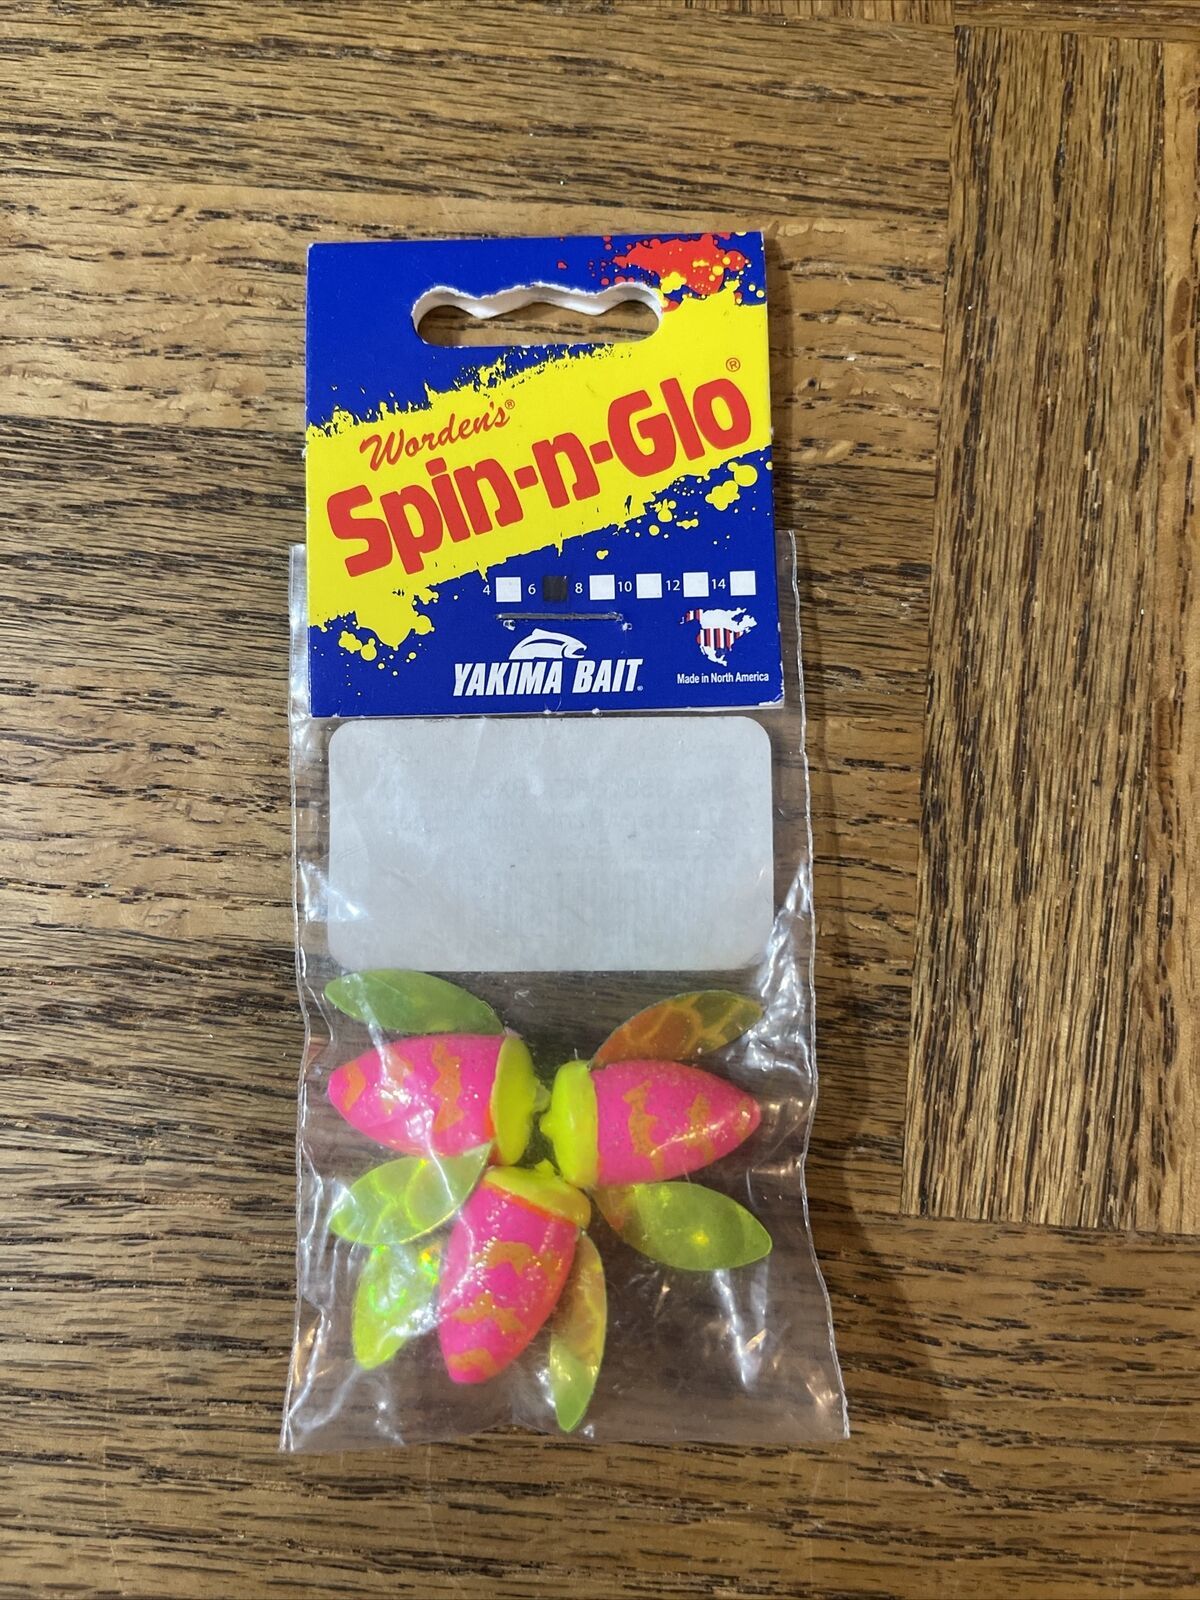 Worden's®
Spin-n-Glo®
4 6 8 10 12 14
YAKIMA BAIT®
Made in North America